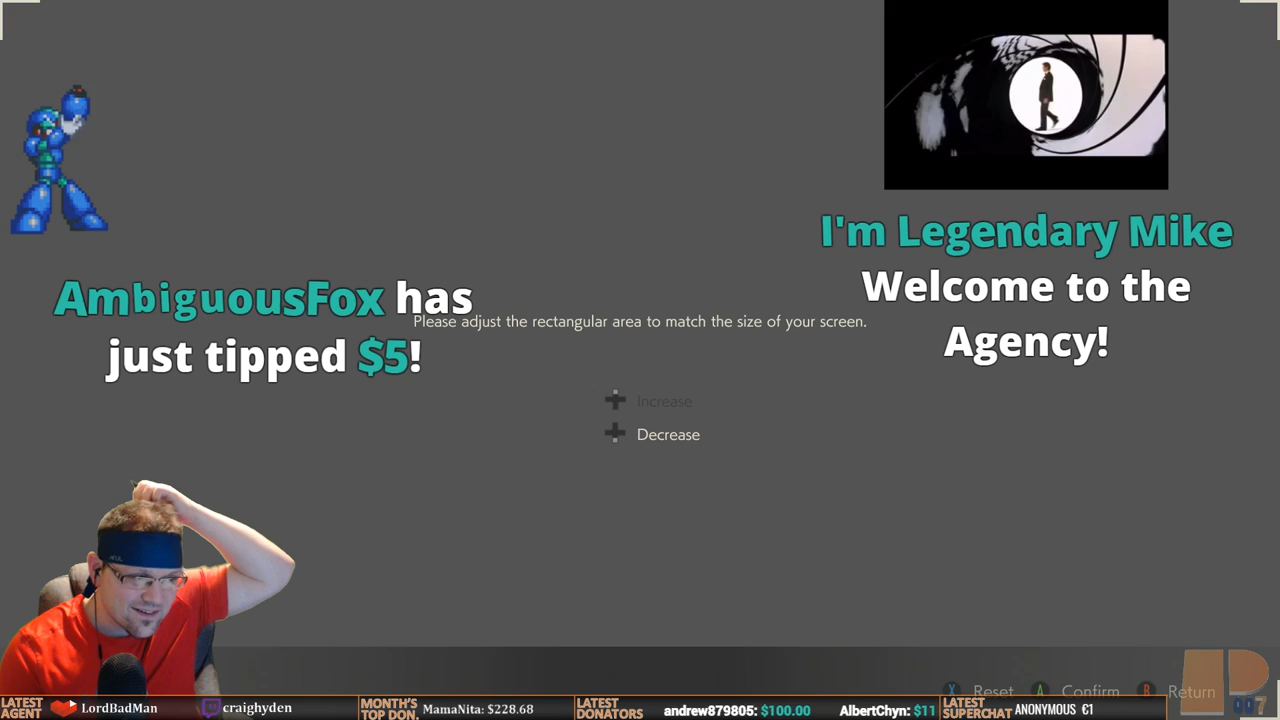 I'm Legendary Mike
Welcome to the
Agency!
AmbiguousFox has
just tipped $5!
Please adjust the rectangular area to match the size of your screen.
Increase
Decrease
X Reset A Confirm B Return
007
LATEST AGENT LordBadMan craighyden
MONTH'S TOP DON. MamaNita: $228.68
LATEST DONATORS andrew879805: $100.00 AlbertChyn: $11
LATEST SUPERCHAT ANONYMOUS €1